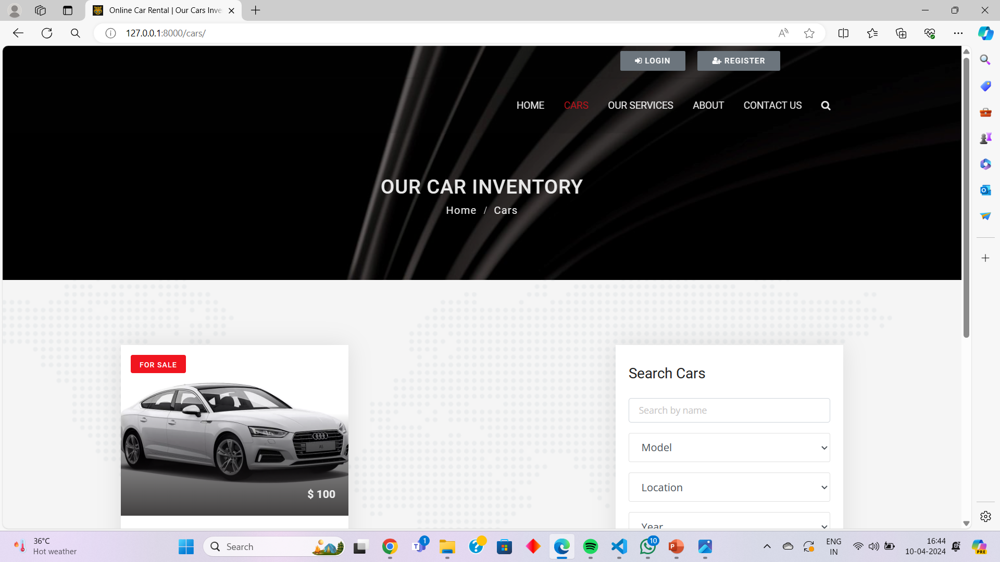 Online Car Rental | Our Cars Inve
127.0.0.1:8000/cars/
LOGIN
REGISTER
HOME
CARS
OUR SERVICES
ABOUT
CONTACT US
OUR CAR INVENTORY
Home / Cars
FOR SALE
A5
$ 100
Search Cars
Search by name
Model
Location
Year
36°C
Hot weather
Search
1
10
ENG
IN
16:44
10-04-2024
PRE